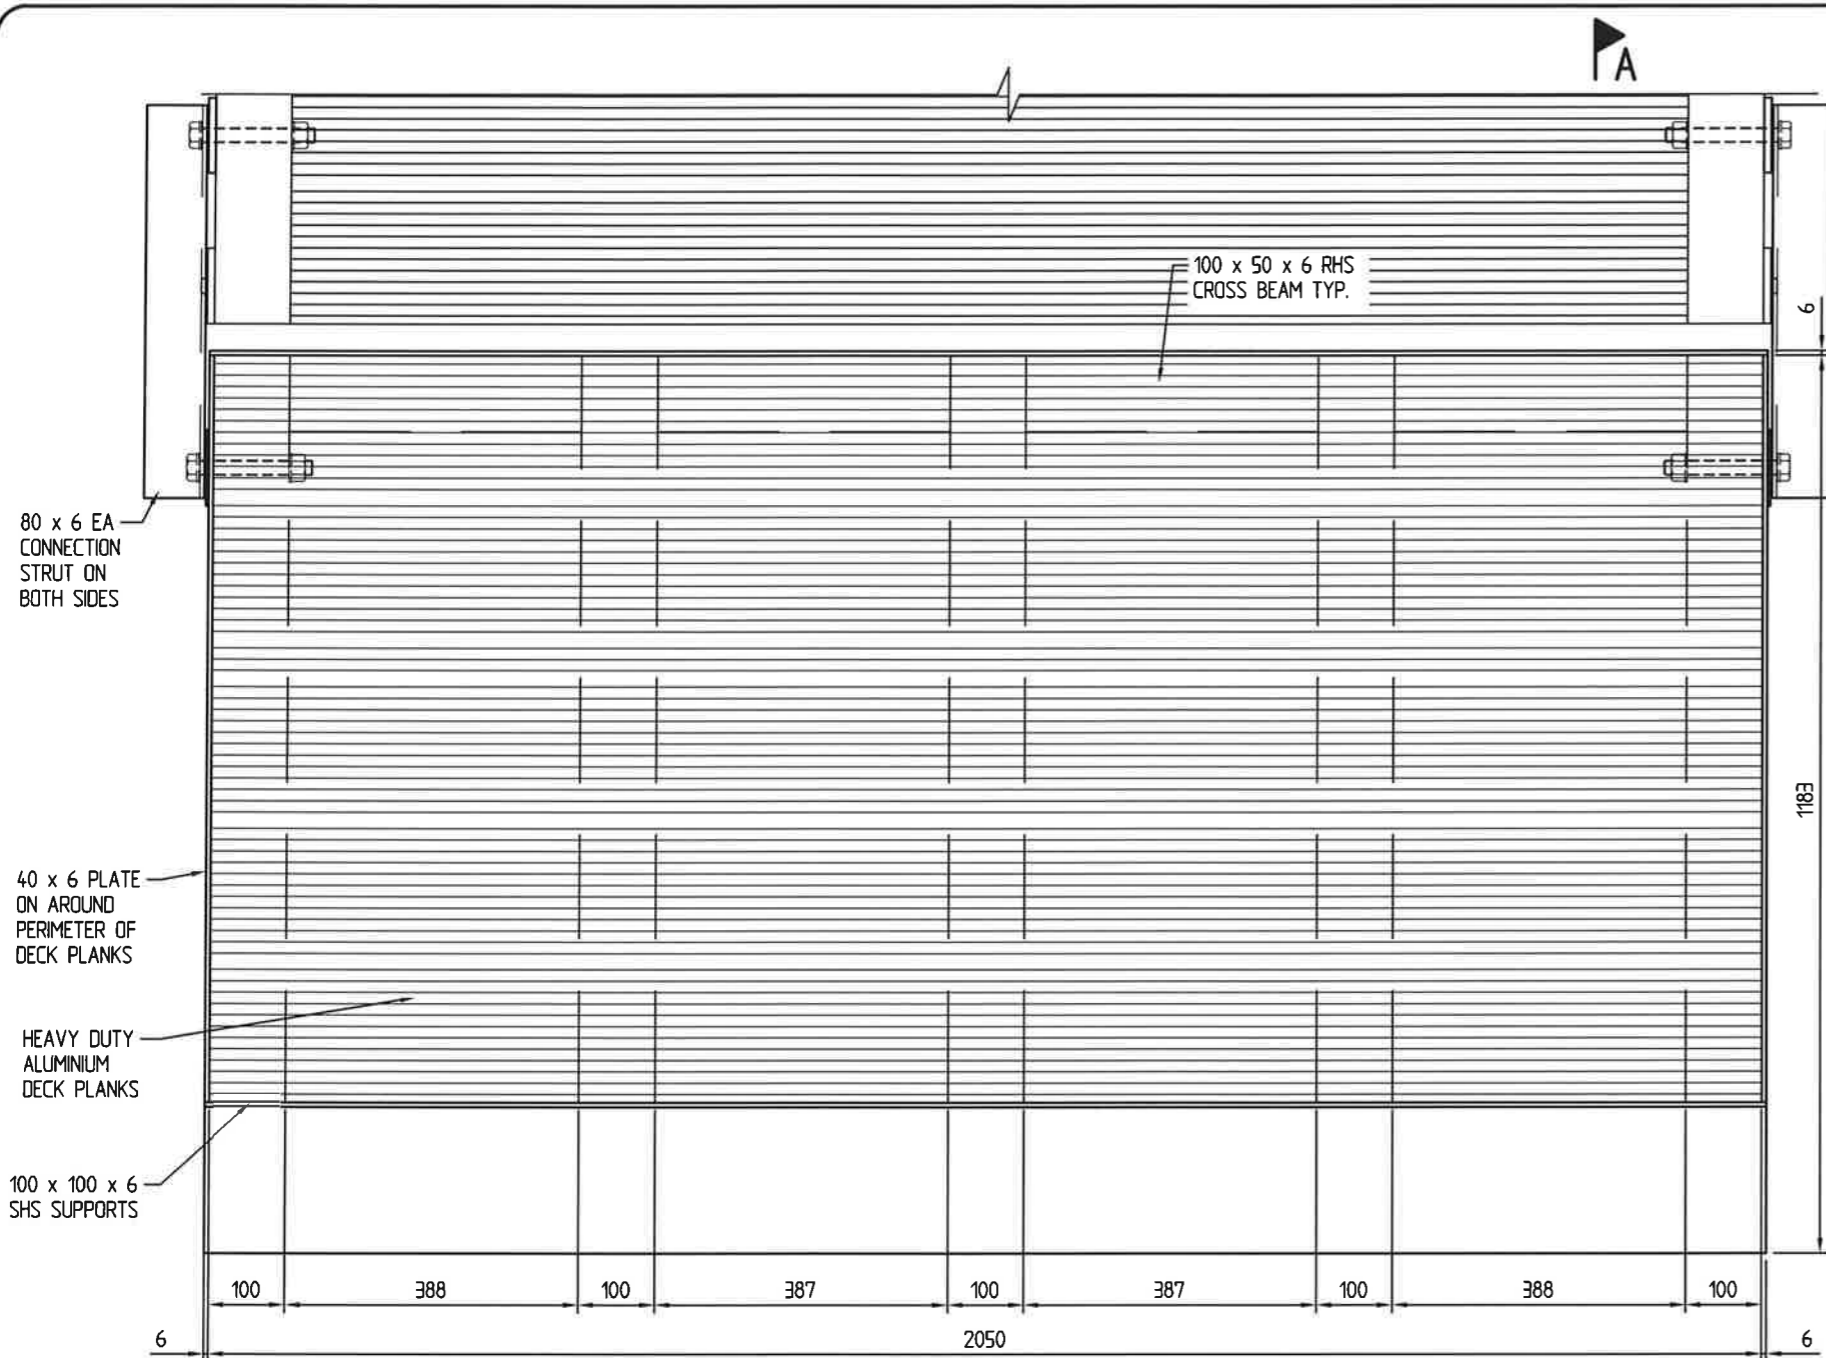 A
100 x 50 x 6 RHS
CROSS BEAM TYP.
6
80 x 6 EA
CONNECTION
STRUT ON
BOTH SIDES
1183
40 x 6 PLATE
ON AROUND
PERIMETER OF
DECK PLANKS
HEAVY DUTY
ALUMINIUM
DECK PLANKS
100 x 100 x 6
SHS SUPPORTS
100 388 100 387 100 387 100 388 100
6 2050 6